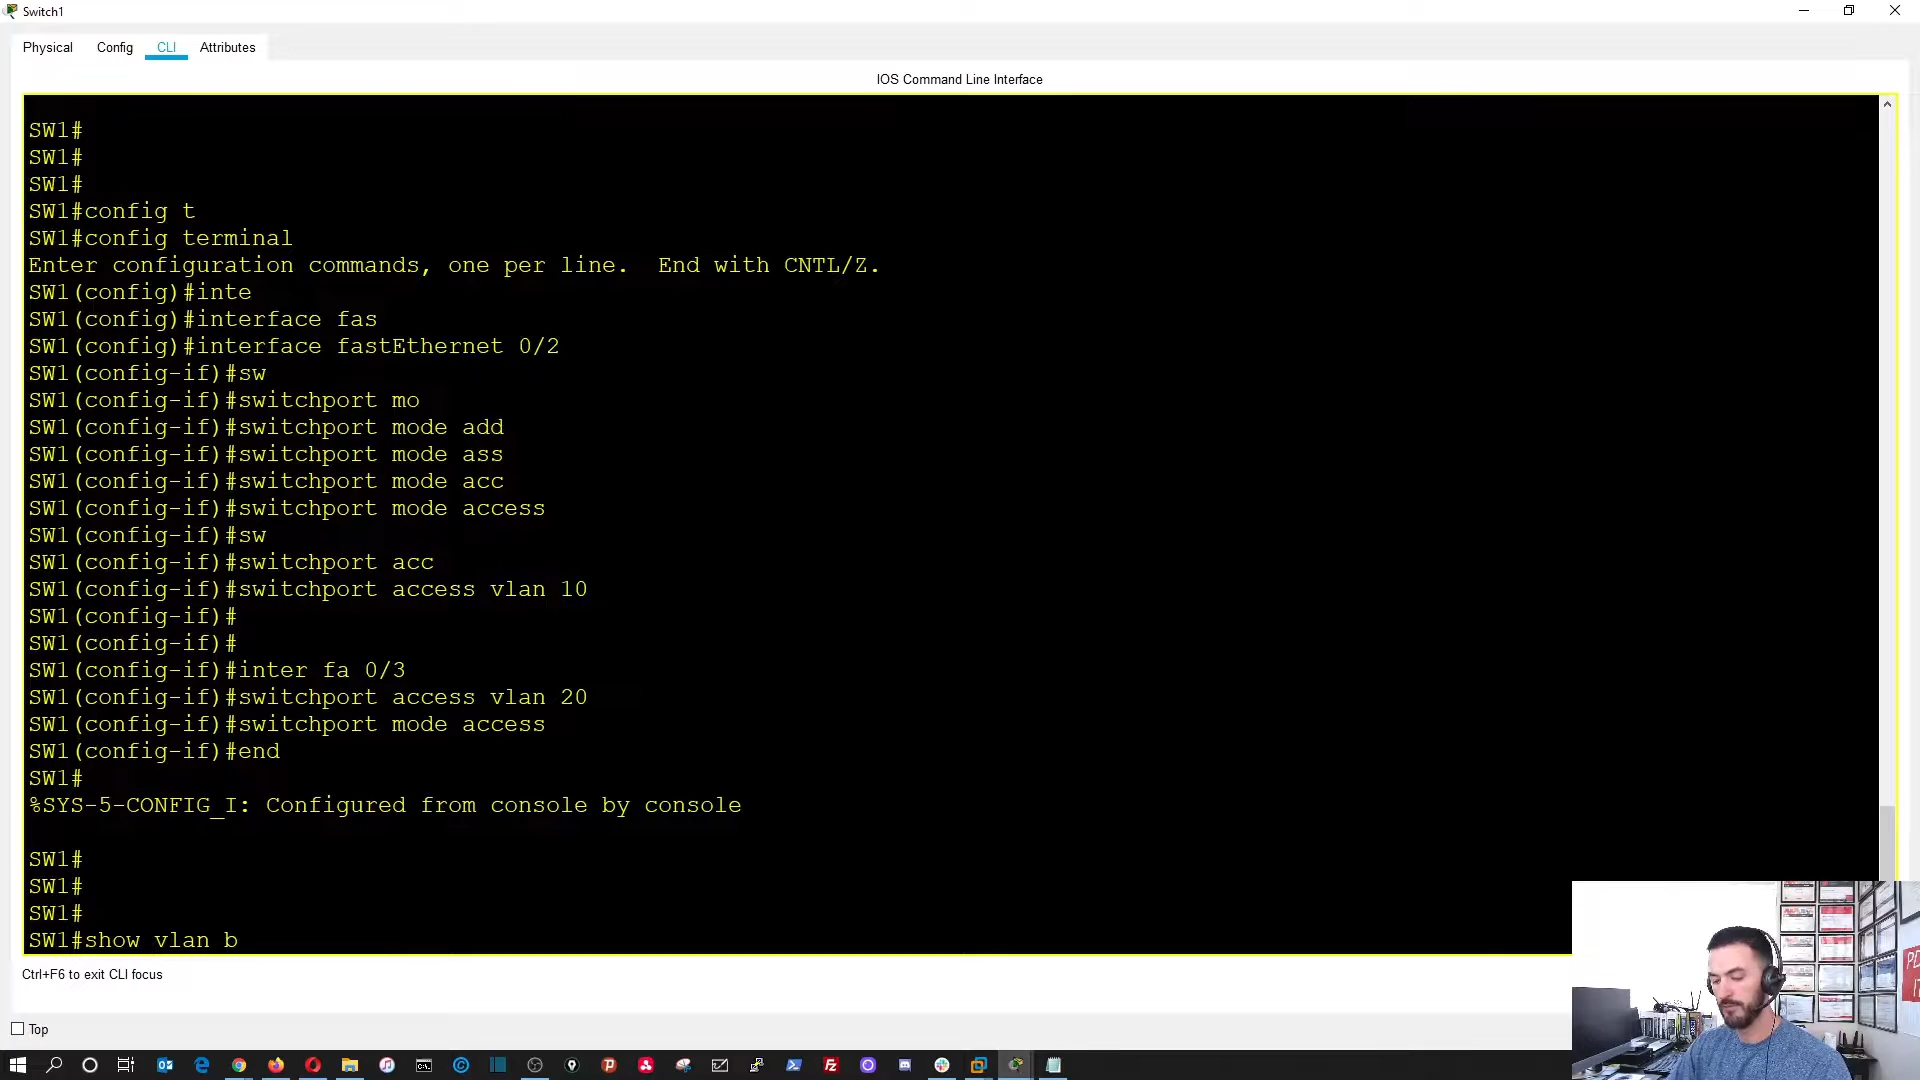 Switch1
Physical Config CLI Attributes
IOS Command Line Interface
SW1#
SW1#
SW1#
SW1#config t
SW1#config terminal
Enter configuration commands, one per line.  End with CNTL/Z.
SW1(config)#inte
SW1(config)#interface fas
SW1(config)#interface fastEthernet 0/2
SW1(config-if)#sw
SW1(config-if)#switchport mo
SW1(config-if)#switchport mode add
SW1(config-if)#switchport mode ass
SW1(config-if)#switchport mode acc
SW1(config-if)#switchport mode access
SW1(config-if)#sw
SW1(config-if)#switchport acc
SW1(config-if)#switchport access vlan 10
SW1(config-if)#
SW1(config-if)#
SW1(config-if)#inter fa 0/3
SW1(config-if)#switchport access vlan 20
SW1(config-if)#switchport mode access
SW1(config-if)#end
SW1#
%SYS-5-CONFIG_I: Configured from console by console
SW1#
SW1#
SW1#
SW1#show vlan b
Ctrl+F6 to exit CLI focus
Top